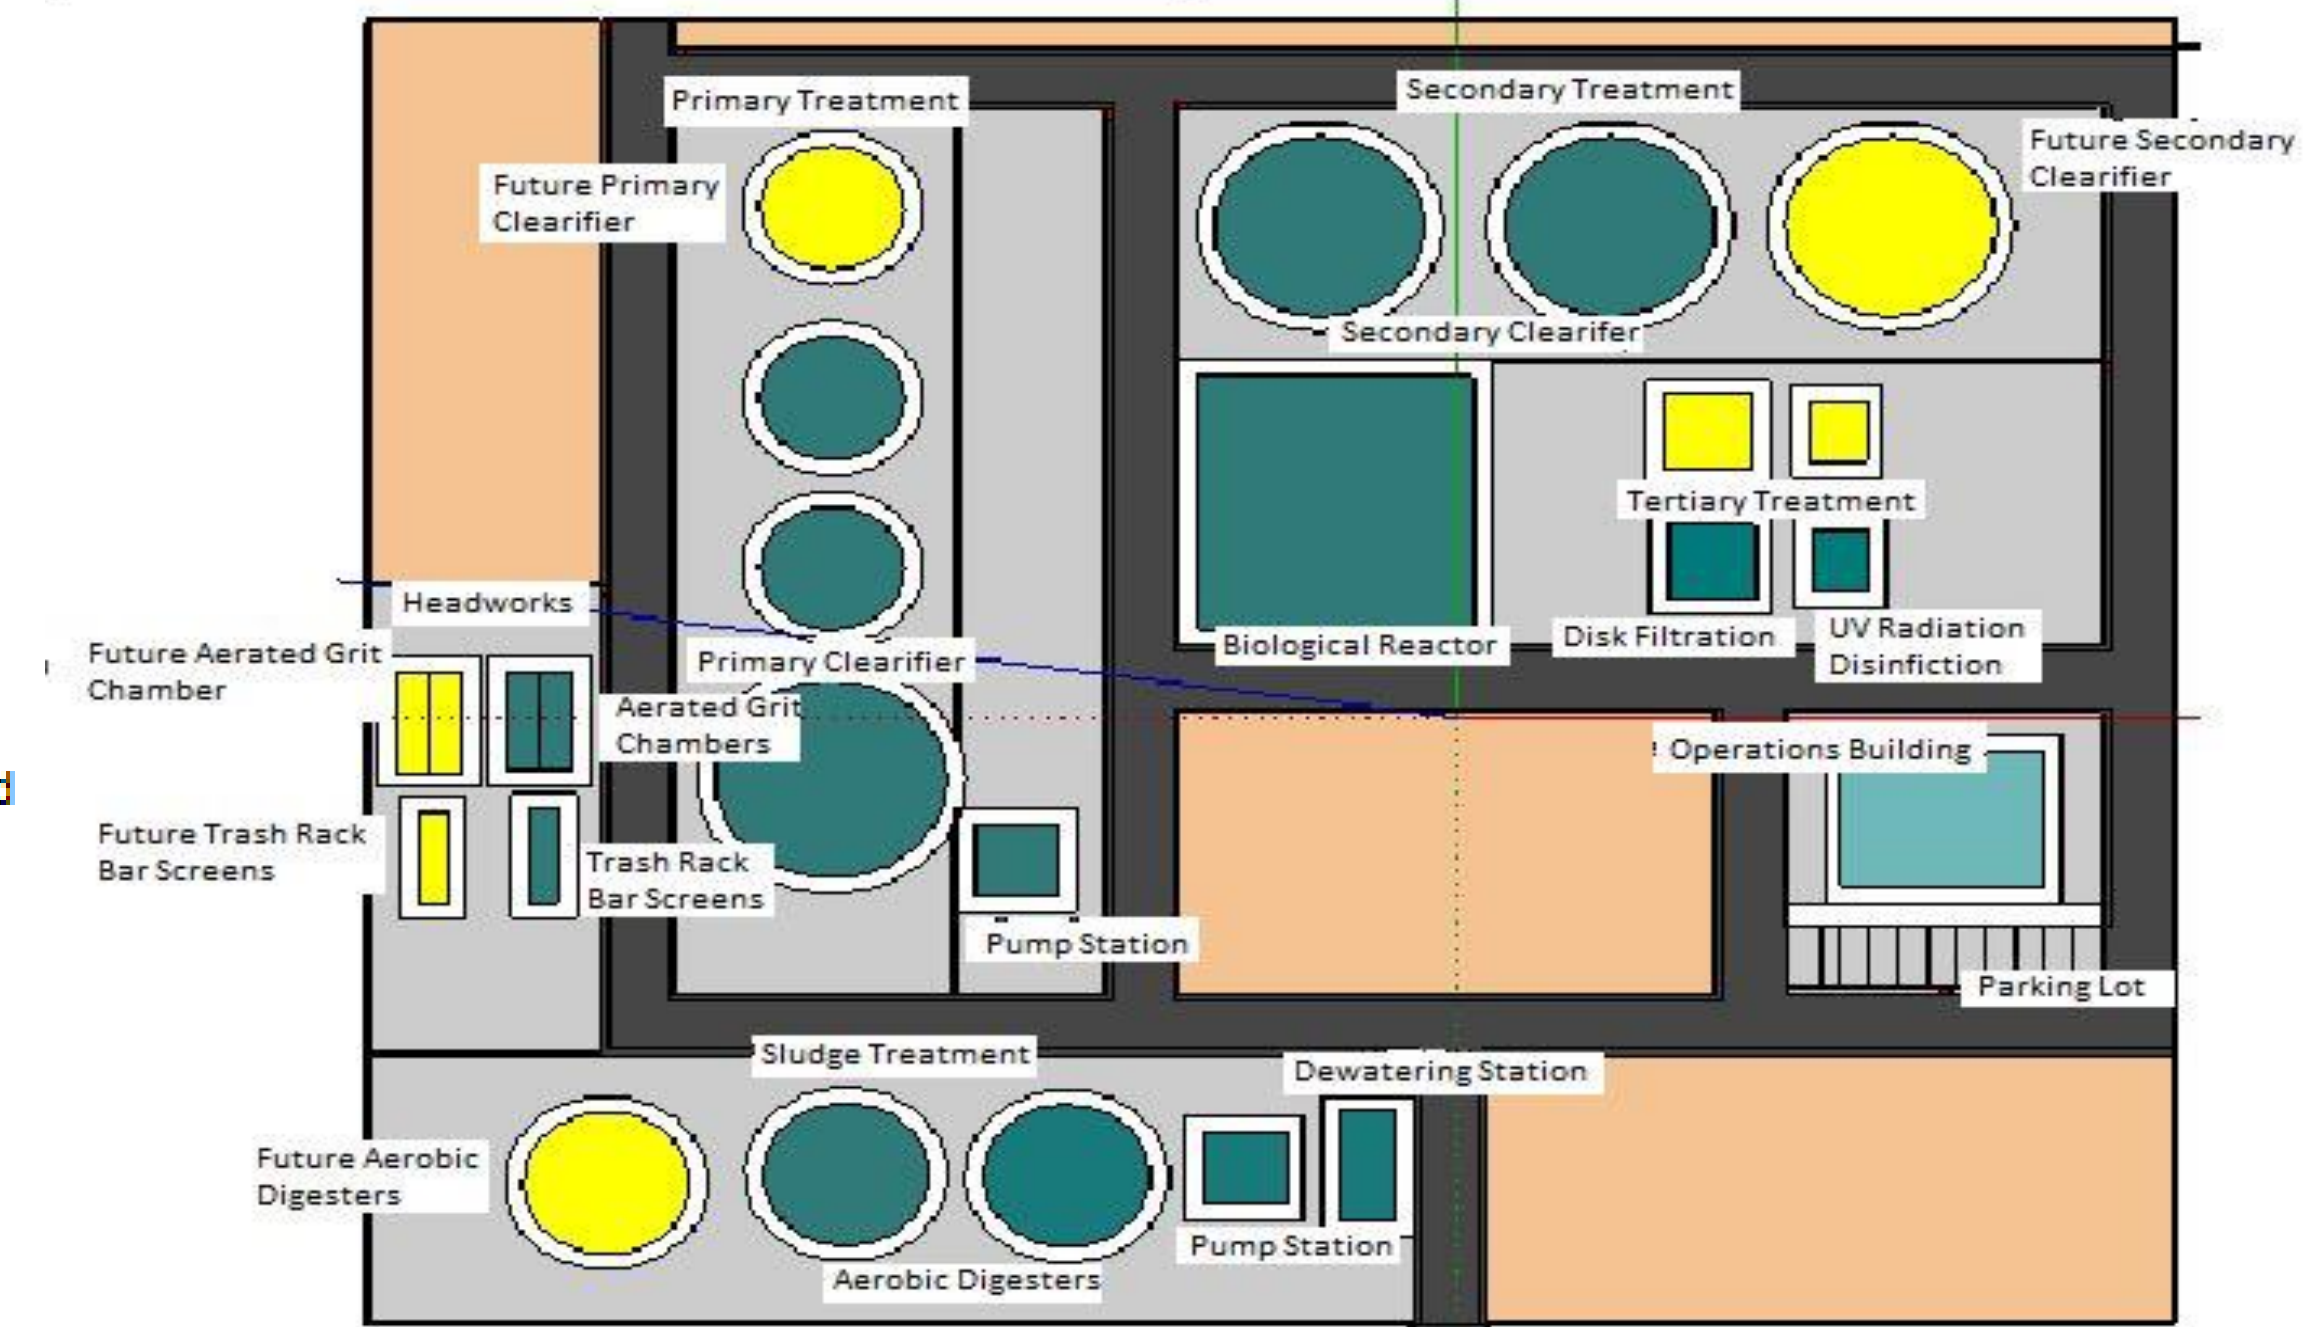 Primary Treatment
Secondary Treatment
Future Primary
Clearifier
Future Secondary
Clearifier
Secondary Clearifer
Tertiary Treatment
Headworks
Future Aerated Grit
Chamber
Primary Clearifier
Biological Reactor
Disk Filtration
UV Radiation
Disinfiction
Aerated Grit
Chambers
Operations Building
Future Trash Rack
Bar Screens
Trash Rack
Bar Screens
Pump Station
Parking Lot
Sludge Treatment
Dewatering Station
Future Aerobic
Digesters
Pump Station
Aerobic Digesters